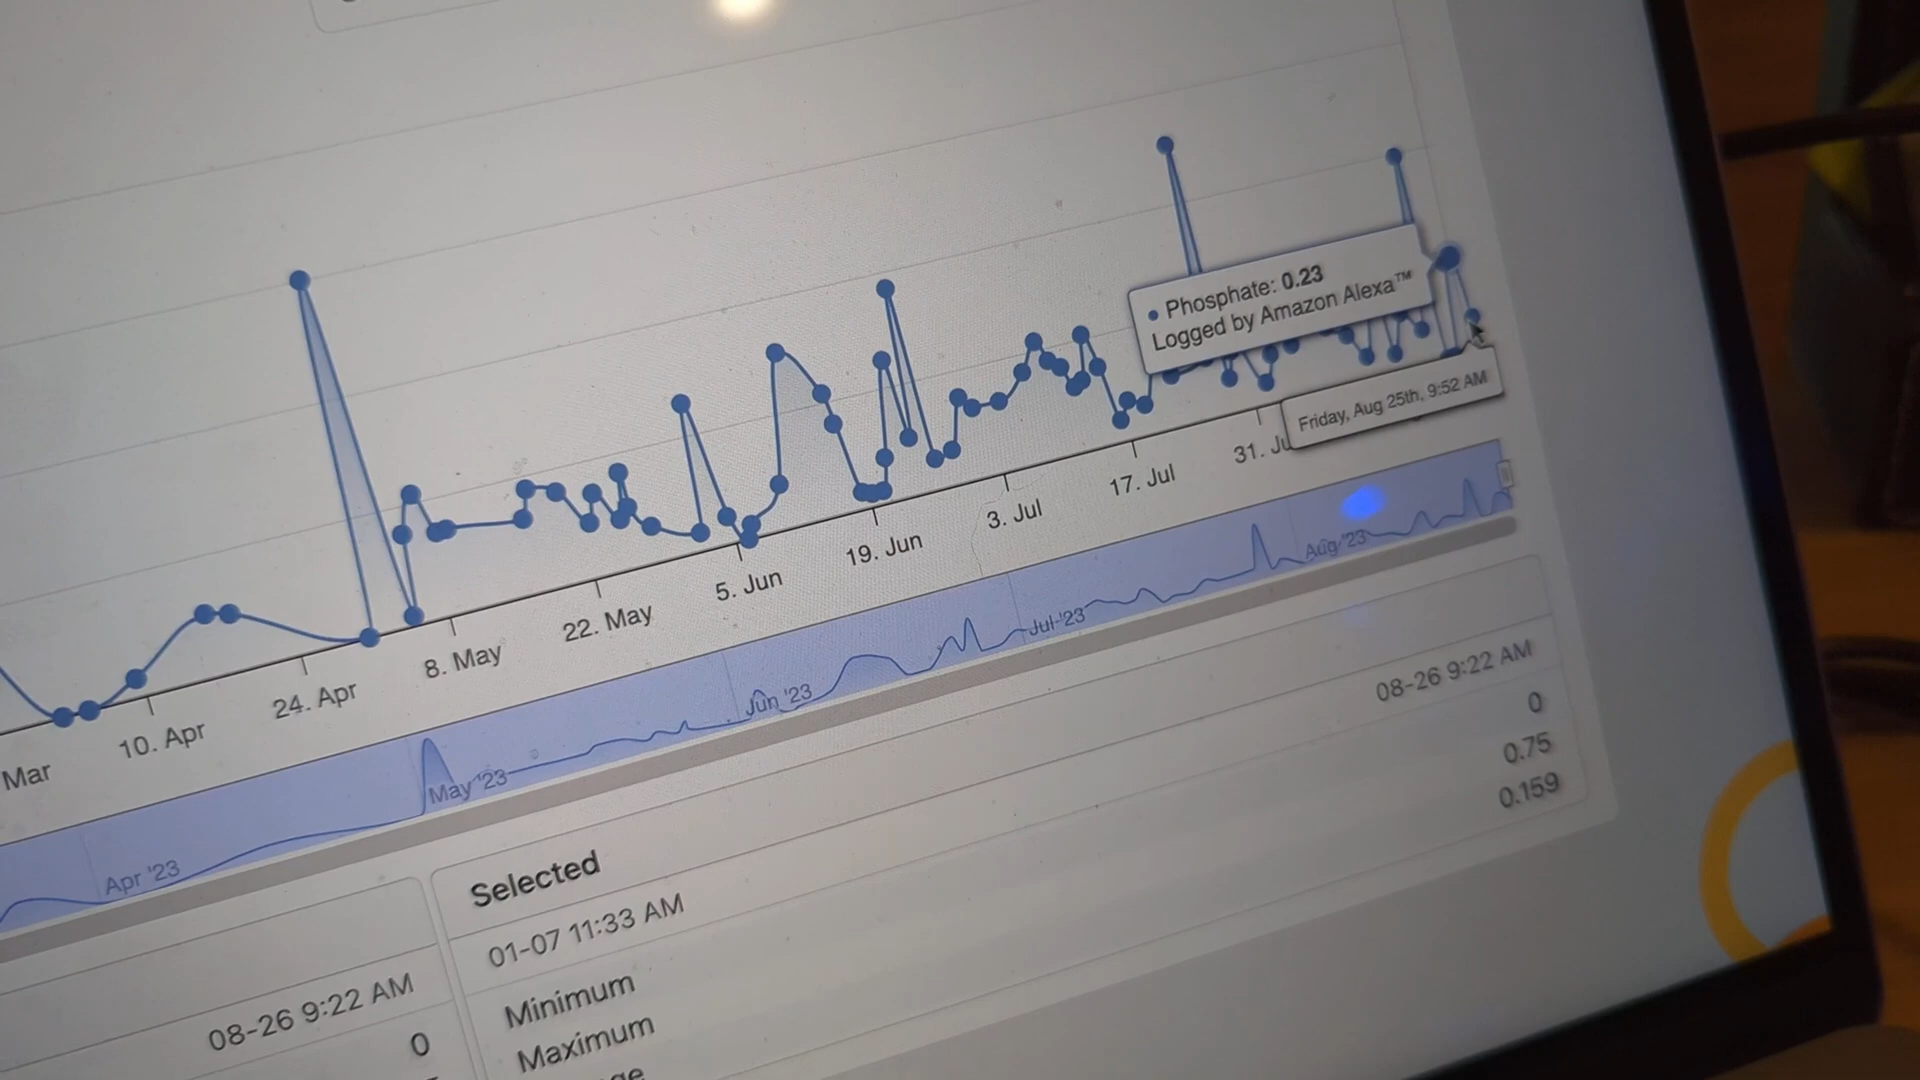 Phosphate: 0.23
Logged by Amazon Alexa™
Friday, Aug 25th, 9:52 AM
Mar
10. Apr
24. Apr
8. May
22. May
5. Jun
19. Jun
3. Jul
17. Jul
31. Ju
Apr '23
May '23
Jun '23
Jul '23
Aug '23
08-26 9:22 AM
0
Selected
01-07 11:33 AM
08-26 9:22 AM
Minimum
0
Maximum
0.75
ge
0.159